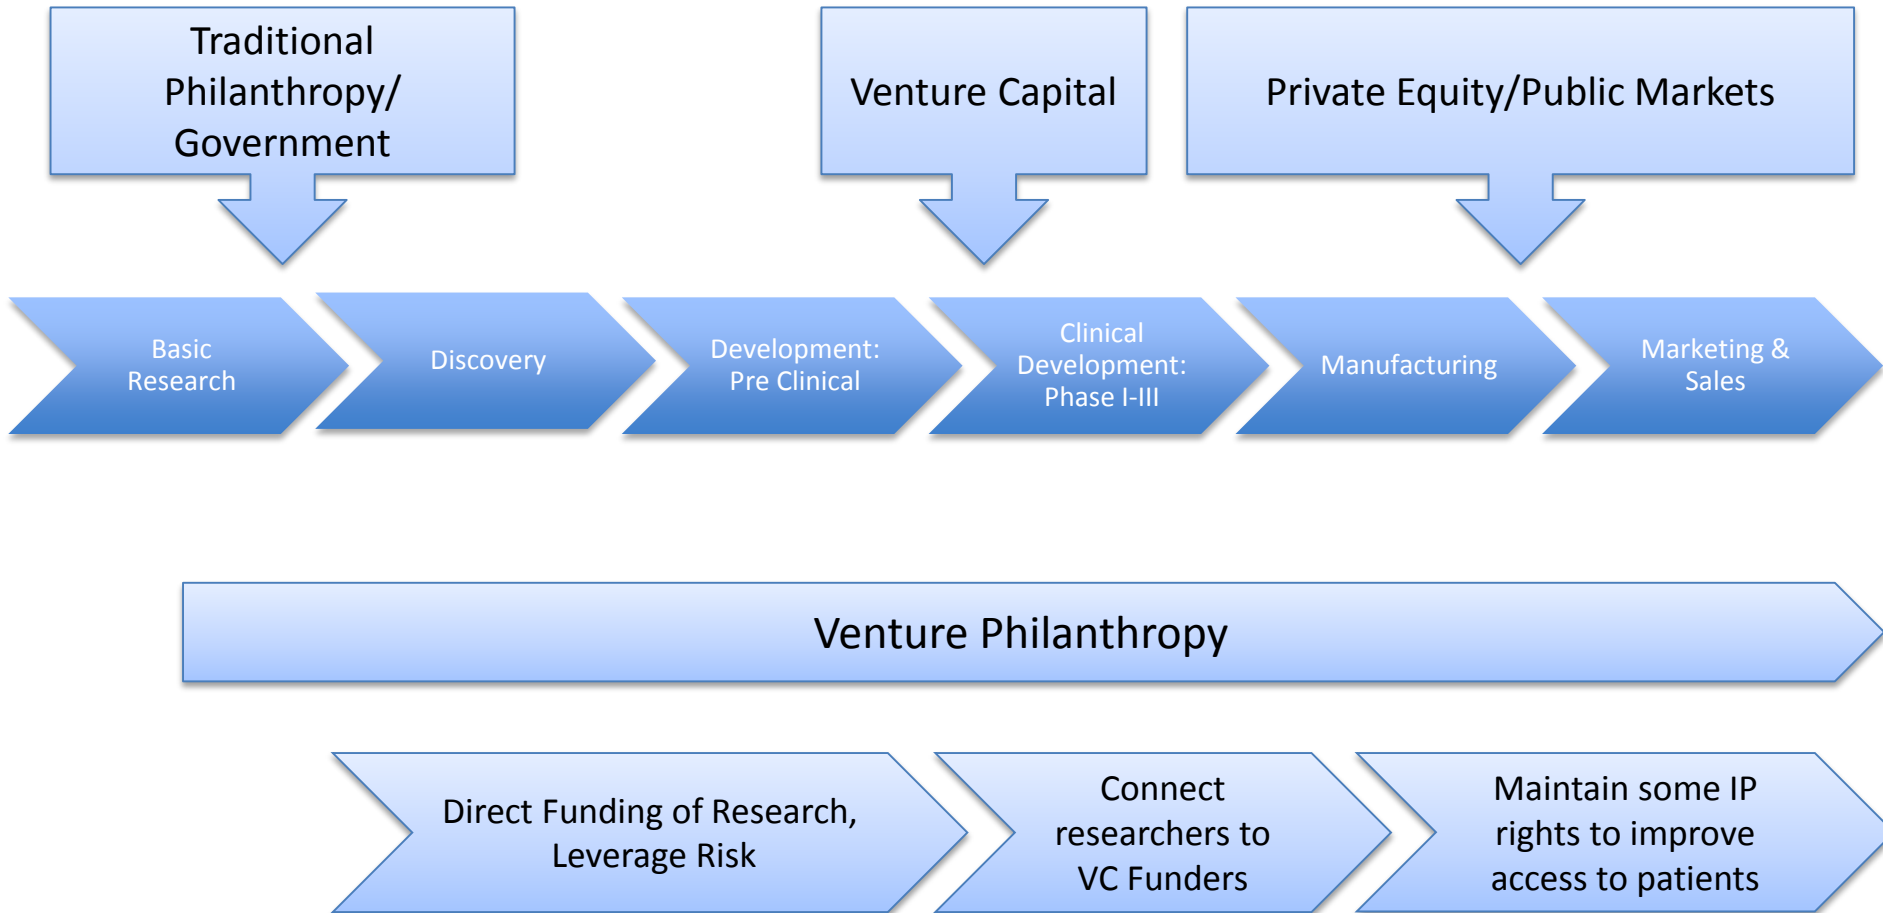 Traditional
Philanthropy/
Government
Venture Capital
Private Equity/Public Markets
Basic
Research
Discovery
Development:
Pre Clinical
Clinical
Development:
Phase I-III
Manufacturing
Marketing &
Sales
Venture Philanthropy
Direct Funding of Research,
Leverage Risk
Connect
researchers to
VC Funders
Maintain some IP
rights to improve
access to patients